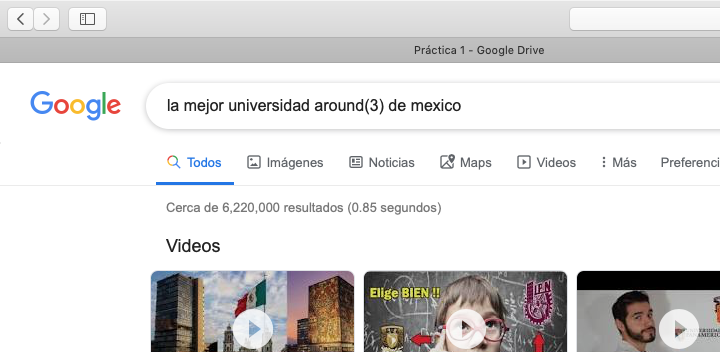 Práctica 1 - Google Drive
Google
la mejor universidad around(3) de mexico
Todos Imágenes Noticias Maps Videos Más Preferenci
Cerca de 6,220,000 resultados (0.85 segundos)
Videos
Elige BIEN !!